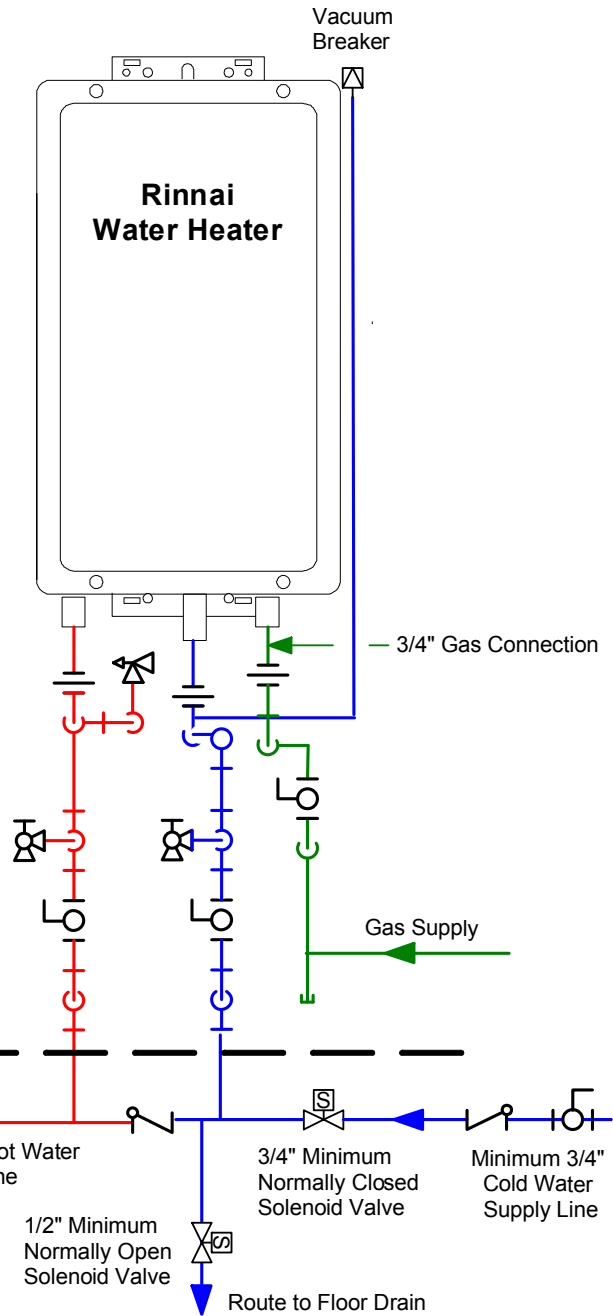 Vacuum
Breaker
Rinnai
Water Heater
3/4" Gas Connection
Gas Supply
S
ot Water
ne
3/4" Minimum
Normally Closed
Solenoid Valve
Minimum 3/4"
Cold Water
Supply Line
1/2" Minimum
Normally Open
Solenoid Valve
S
Route to Floor Drain